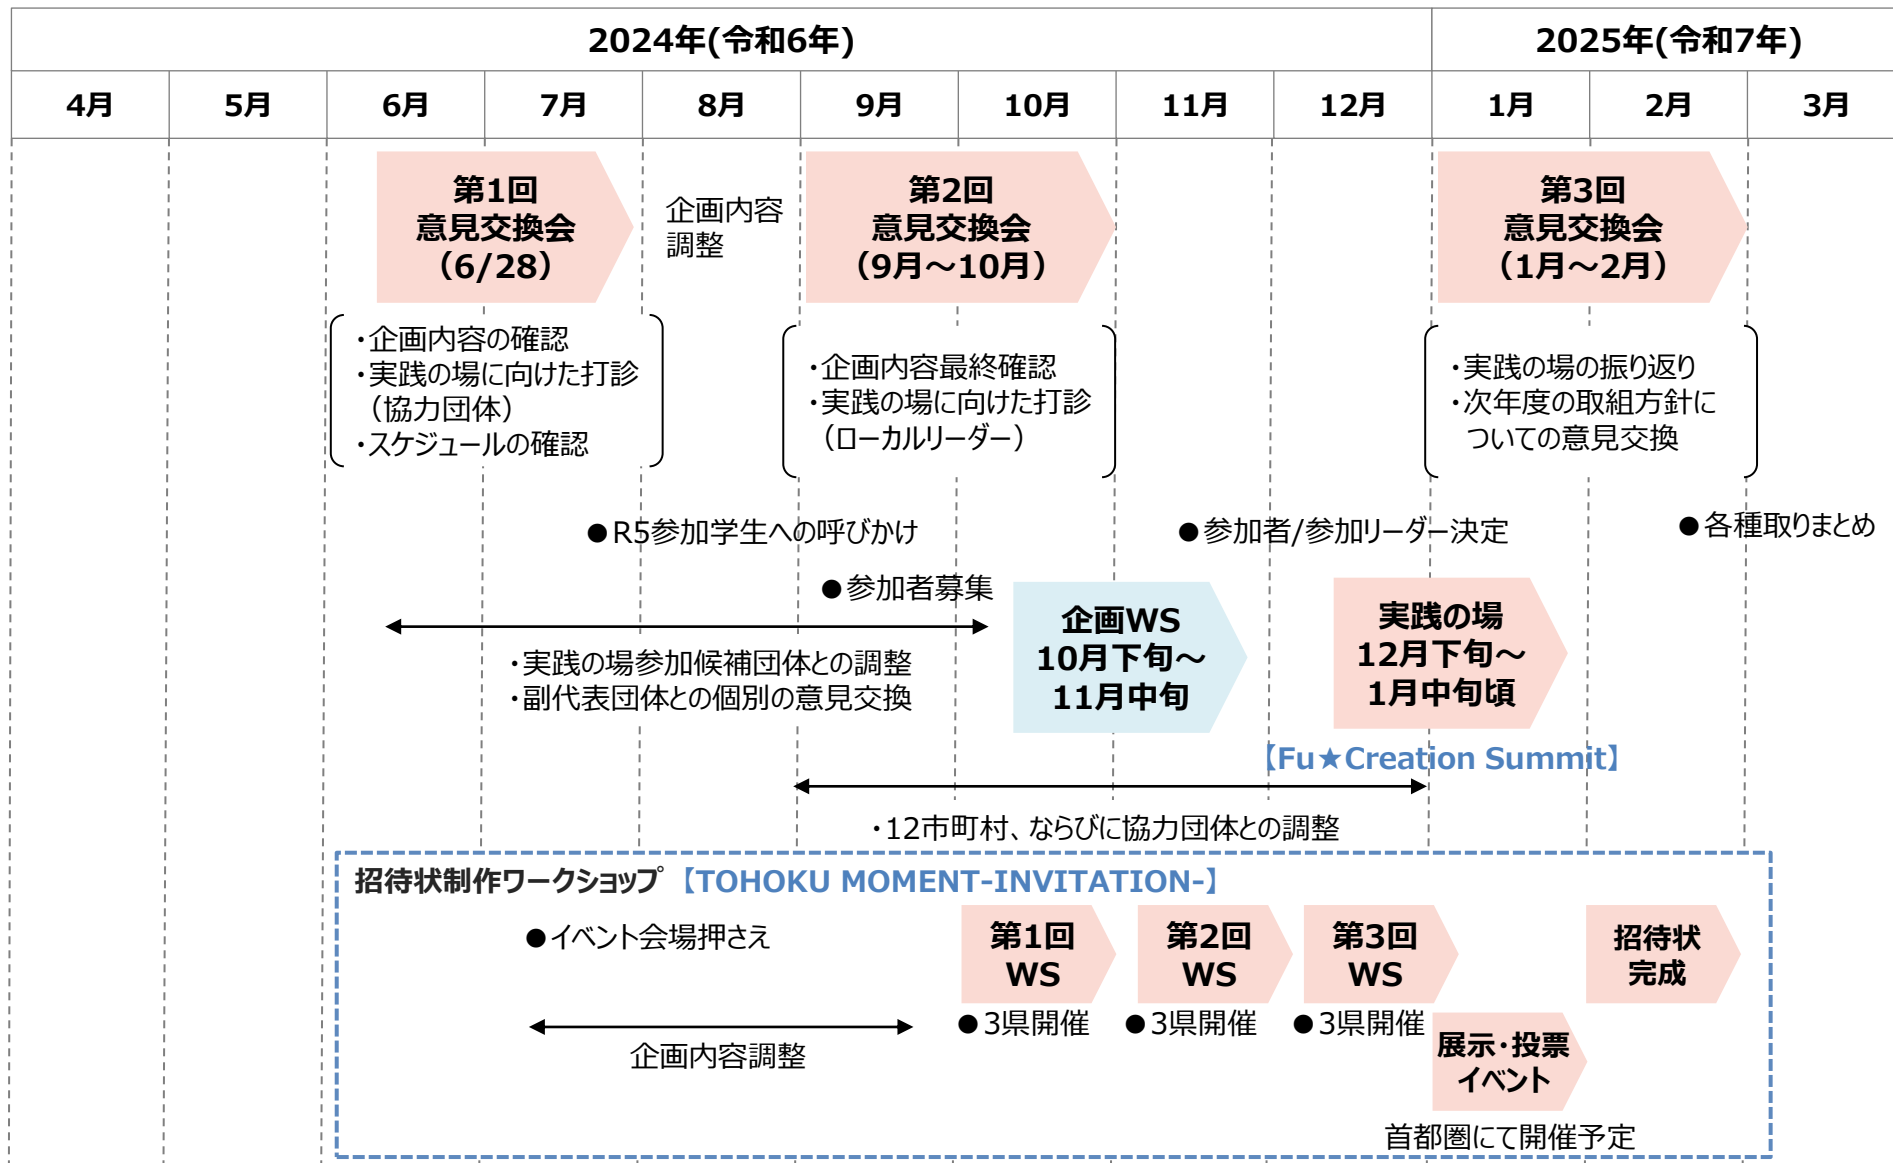 2024年(令和6年)
2025年(令和7年)
4月
5月
6月
7月
8月
9月
10月
11月
12月
1月
2月
3月
第1回
意見交換会
（6/28）
企画内容
調整
第2回
意見交換会
（9月～10月）
第3回
意見交換会
（1月～2月）
・企画内容の確認
・実践の場に向けた打診
（協力団体）
・スケジュールの確認
・企画内容最終確認
・実践の場に向けた打診
（ローカルリーダー）
・実践の場の振り返り
・次年度の取組方針に
ついての意見交換
●R5参加学生への呼びかけ
●参加者/参加リーダー決定
●各種取りまとめ
●参加者募集
・実践の場参加候補団体との調整
・副代表団体との個別の意見交換
企画WS
10月下旬～
11月中旬
実践の場
12月下旬～
1月中旬頃
【Fu★Creation Summit】
・12市町村、ならびに協力団体との調整
招待状制作ワークショップ【TOHOKU MOMENT-INVITATION-】
●イベント会場押さえ
第1回
WS
第2回
WS
第3回
WS
招待状
完成
●3県開催
●3県開催
●3県開催
企画内容調整
展示・投票
イベント
首都圏にて開催予定